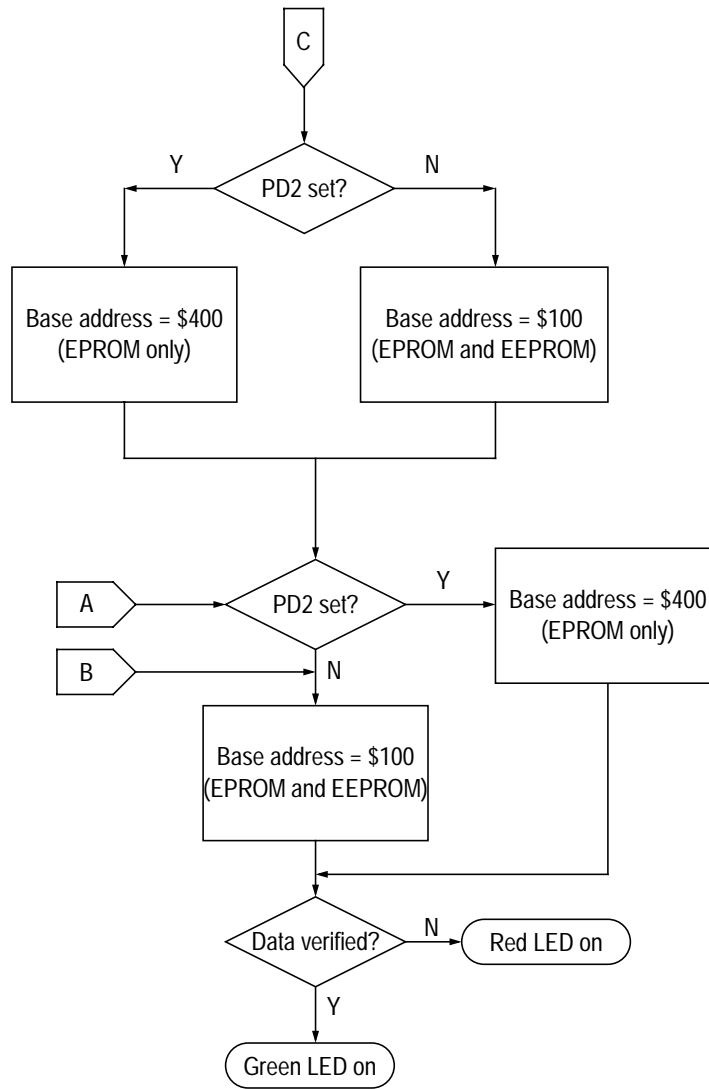 C
Y
PD2 set?
N
Base address = $400
(EPROM only)
Base address = $100
(EPROM and EEPROM)
A
PD2 set?
Y
Base address = $400
(EPROM only)
B
N
Base address = $100
(EPROM and EEPROM)
Data verified?
N
Red LED on
Y
Green LED on